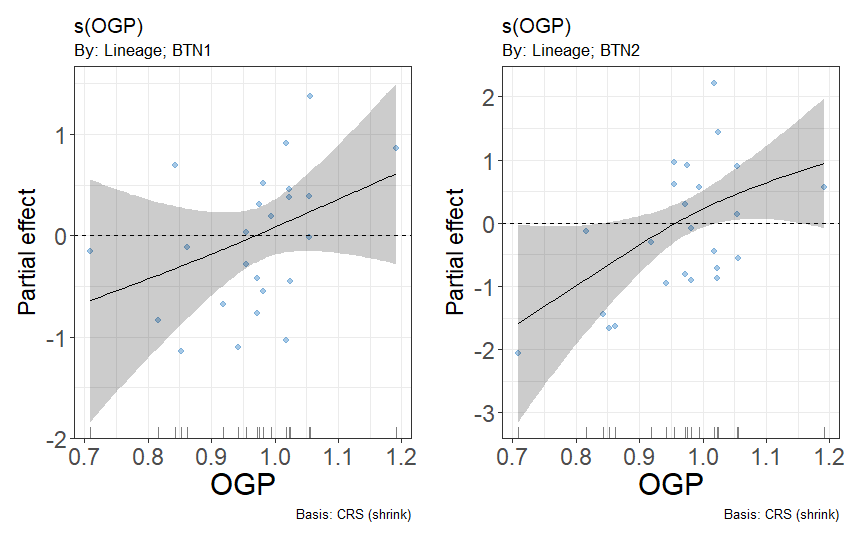 s(OGP)
By: Lineage; BTN1
Partial effect
1
0
-1
-2
0.7 0.8 0.9 1.0 1.1 1.2
OGP
Basis: CRS (shrink)
s(OGP)
By: Lineage; BTN2
Partial effect
2
1
0
-1
-2
-3
0.7 0.8 0.9 1.0 1.1 1.2
OGP
Basis: CRS (shrink)